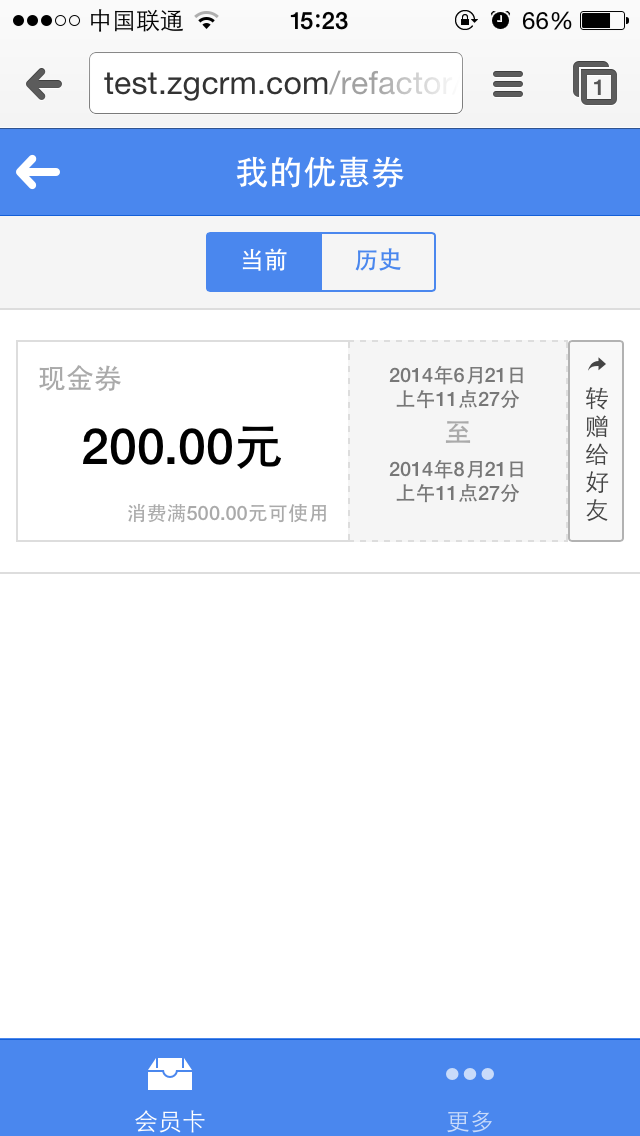 中国联通 15:23 66%
test.zgcrm.com/refactor
1
我的优惠券
当前 历史
现金券
200.00元
消费满500.00元可使用
2014年6月21日
上午11点27分
至
2014年8月21日
上午11点27分
转赠给好友
会员卡 更多